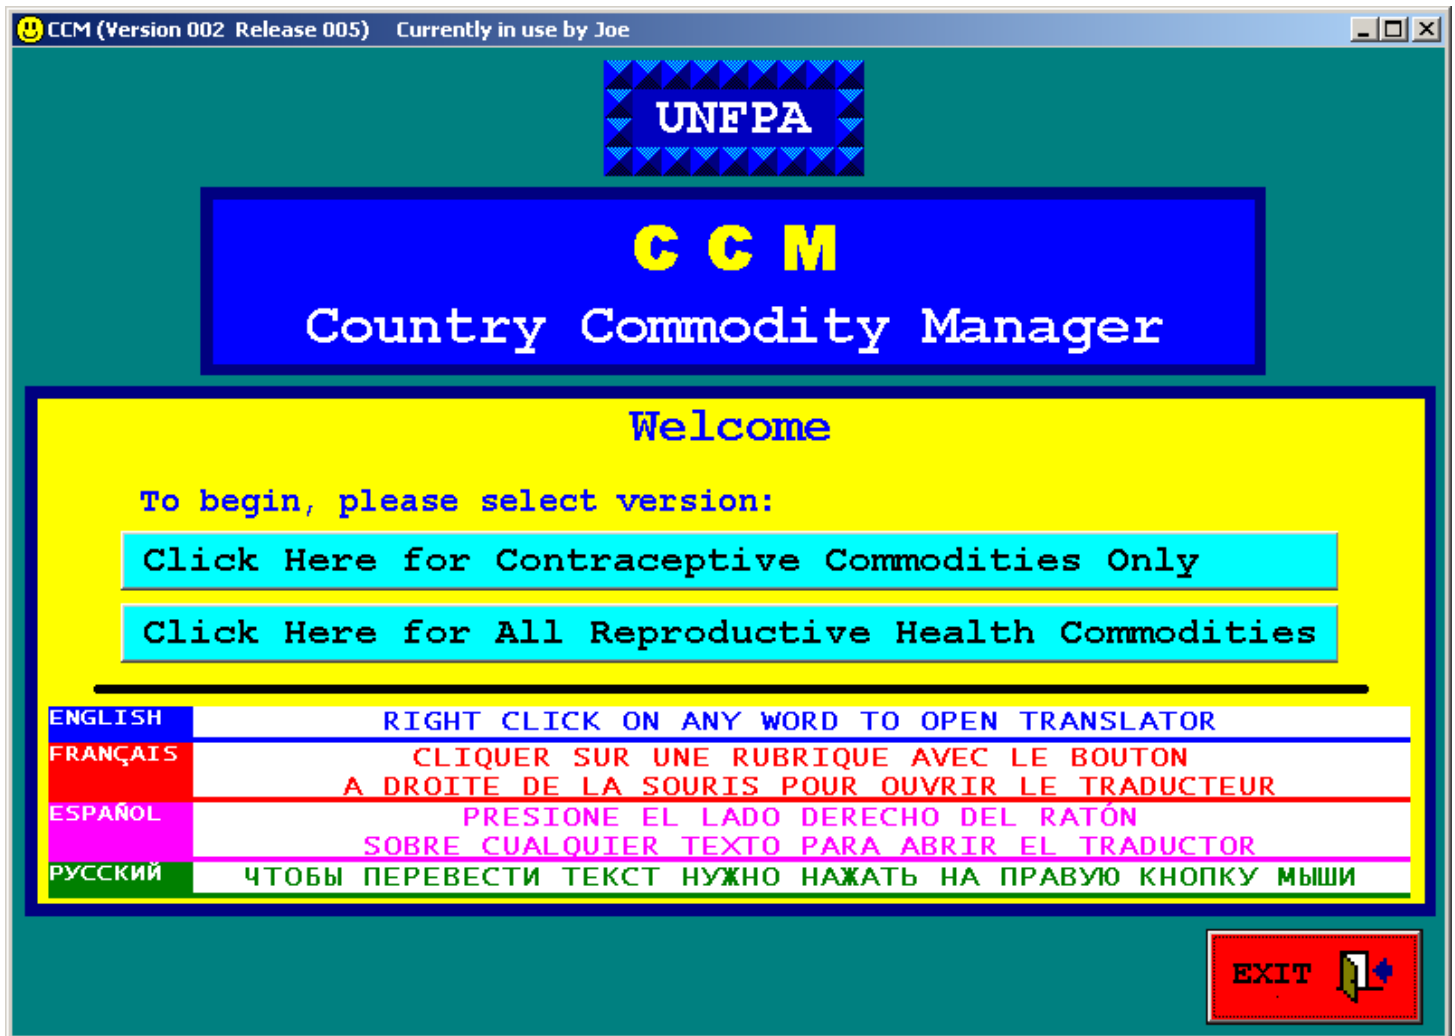 CCM (Version 002 Release 005) Currently in use by Joe
UNFPA
C C M
Country Commodity Manager
Welcome
To begin, please select version:
Click Here for Contraceptive Commodities Only
Click Here for All Reproductive Health Commodities
ENGLISH RIGHT CLICK ON ANY WORD TO OPEN TRANSLATOR
FRANÇAIS CLIQUER SUR UNE RUBRIQUE AVEC LE BOUTON
A DROITE DE LA SOURIS POUR OUVRIR LE TRADUCTEUR
ESPAÑOL PRESIONE EL LADO DERECHO DEL RATÓN
SOBRE CUALQUIER TEXTO PARA ABRIR EL TRADUCTOR
РУССКИЙ ЧТОБЫ ПЕРЕВЕСТИ ТЕКСТ НУЖНО НАЖАТЬ НА ПРАВУЮ КНОПКУ МЫШИ
EXIT